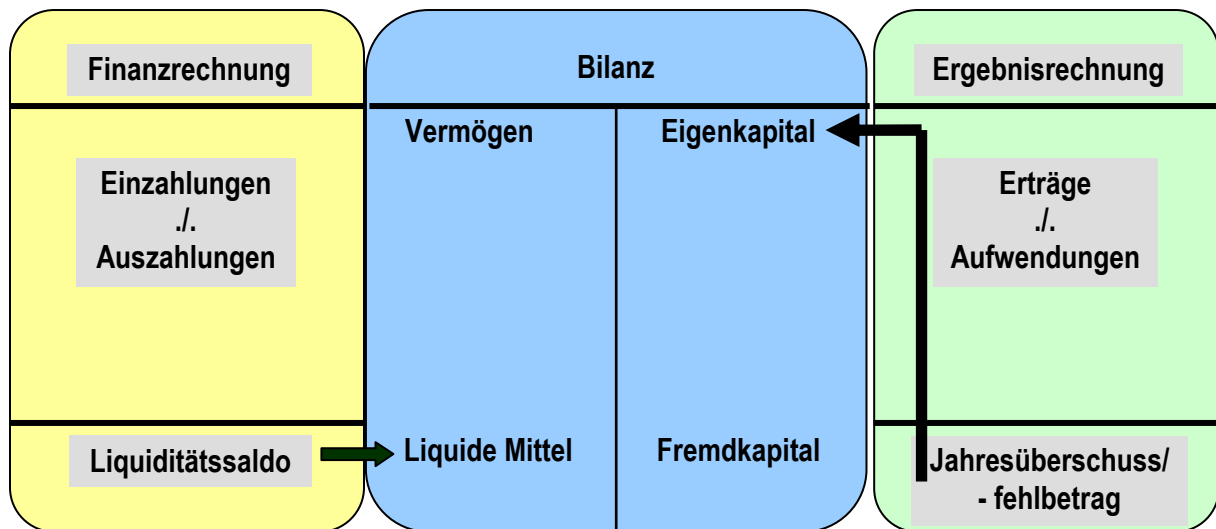 Finanzrechnung
Einzahlungen
./.
Auszahlungen
Liquiditätssaldo
Bilanz
Vermögen
Eigenkapital
Liquide Mittel
Fremdkapital
Ergebnisrechnung
Erträge
./.
Aufwendungen
Jahresüberschuss/
- fehlbetrag